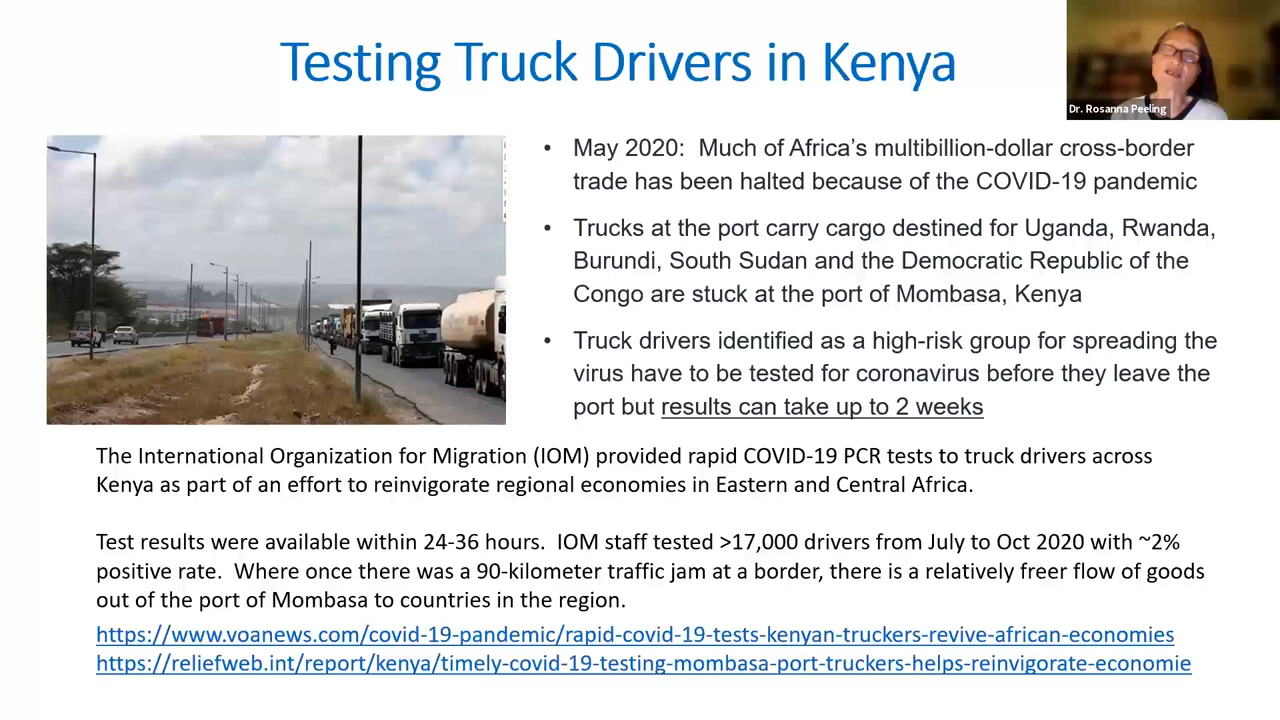 Testing Truck Drivers in Kenya
Dr. Rosanna Peeling
• May 2020: Much of Africa’s multibillion-dollar cross-border
trade has been halted because of the COVID-19 pandemic
• Trucks at the port carry cargo destined for Uganda, Rwanda,
Burundi, South Sudan and the Democratic Republic of the
Congo are stuck at the port of Mombasa, Kenya
• Truck drivers identified as a high-risk group for spreading the
virus have to be tested for coronavirus before they leave the
port but results can take up to 2 weeks
The International Organization for Migration (IOM) provided rapid COVID-19 PCR tests to truck drivers across
Kenya as part of an effort to reinvigorate regional economies in Eastern and Central Africa.
Test results were available within 24-36 hours. IOM staff tested >17,000 drivers from July to Oct 2020 with ~2%
positive rate. Where once there was a 90-kilometer traffic jam at a border, there is a relatively freer flow of goods
out of the port of Mombasa to countries in the region.
https://www.voanews.com/covid-19-pandemic/rapid-covid-19-tests-kenyan-truckers-revive-african-economies
https://reliefweb.int/report/kenya/timely-covid-19-testing-mombasa-port-truckers-helps-reinvigorate-economie